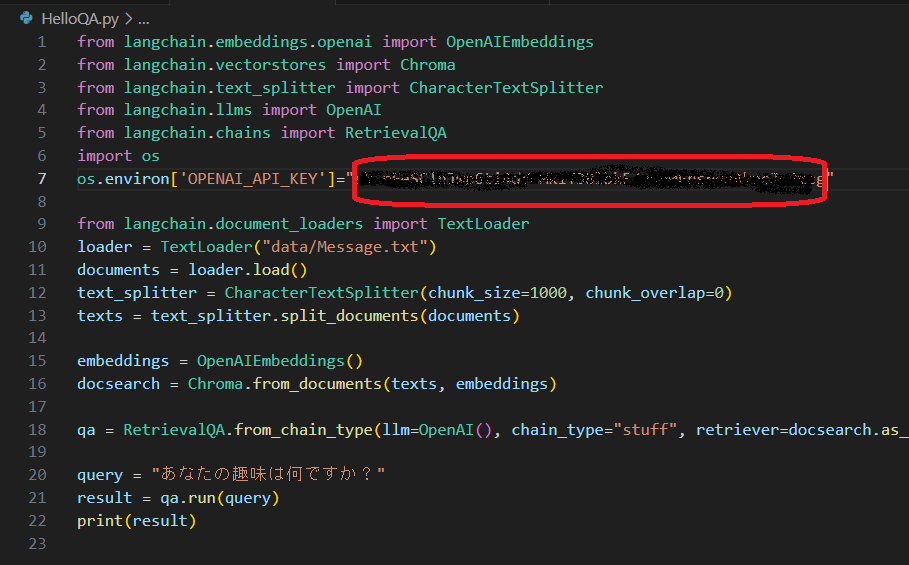 HelloQA.py > ...
1 from langchain.embeddings.openai import OpenAIEmbeddings
2 from langchain.vectorstores import Chroma
3 from langchain.text_splitter import CharacterTextSplitter
4 from langchain.llms import OpenAI
5 from langchain.chains import RetrievalQA
6 import os
7 os.environ['OPENAI_API_KEY']="
8
9 from langchain.document_loaders import TextLoader
10 loader = TextLoader("data/Message.txt")
11 documents = loader.load()
12 text_splitter = CharacterTextSplitter(chunk_size=1000, chunk_overlap=0)
13 texts = text_splitter.split_documents(documents)
14
15 embeddings = OpenAIEmbeddings()
16 docsearch = Chroma.from_documents(texts, embeddings)
17
18 qa = RetrievalQA.from_chain_type(llm=OpenAI(), chain_type="stuff", retriever=docsearch.as_
19
20 query = "あなたの趣味は何ですか？"
21 result = qa.run(query)
22 print(result)
23